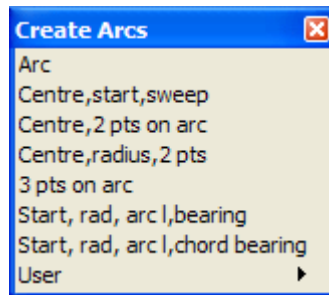 Create Arcs
Arc
Centre,start,sweep
Centre,2 pts on arc
Centre,radius,2 pts
3 pts on arc
Start, rad, arc l,bearing
Start, rad, arc l,chord bearing
User